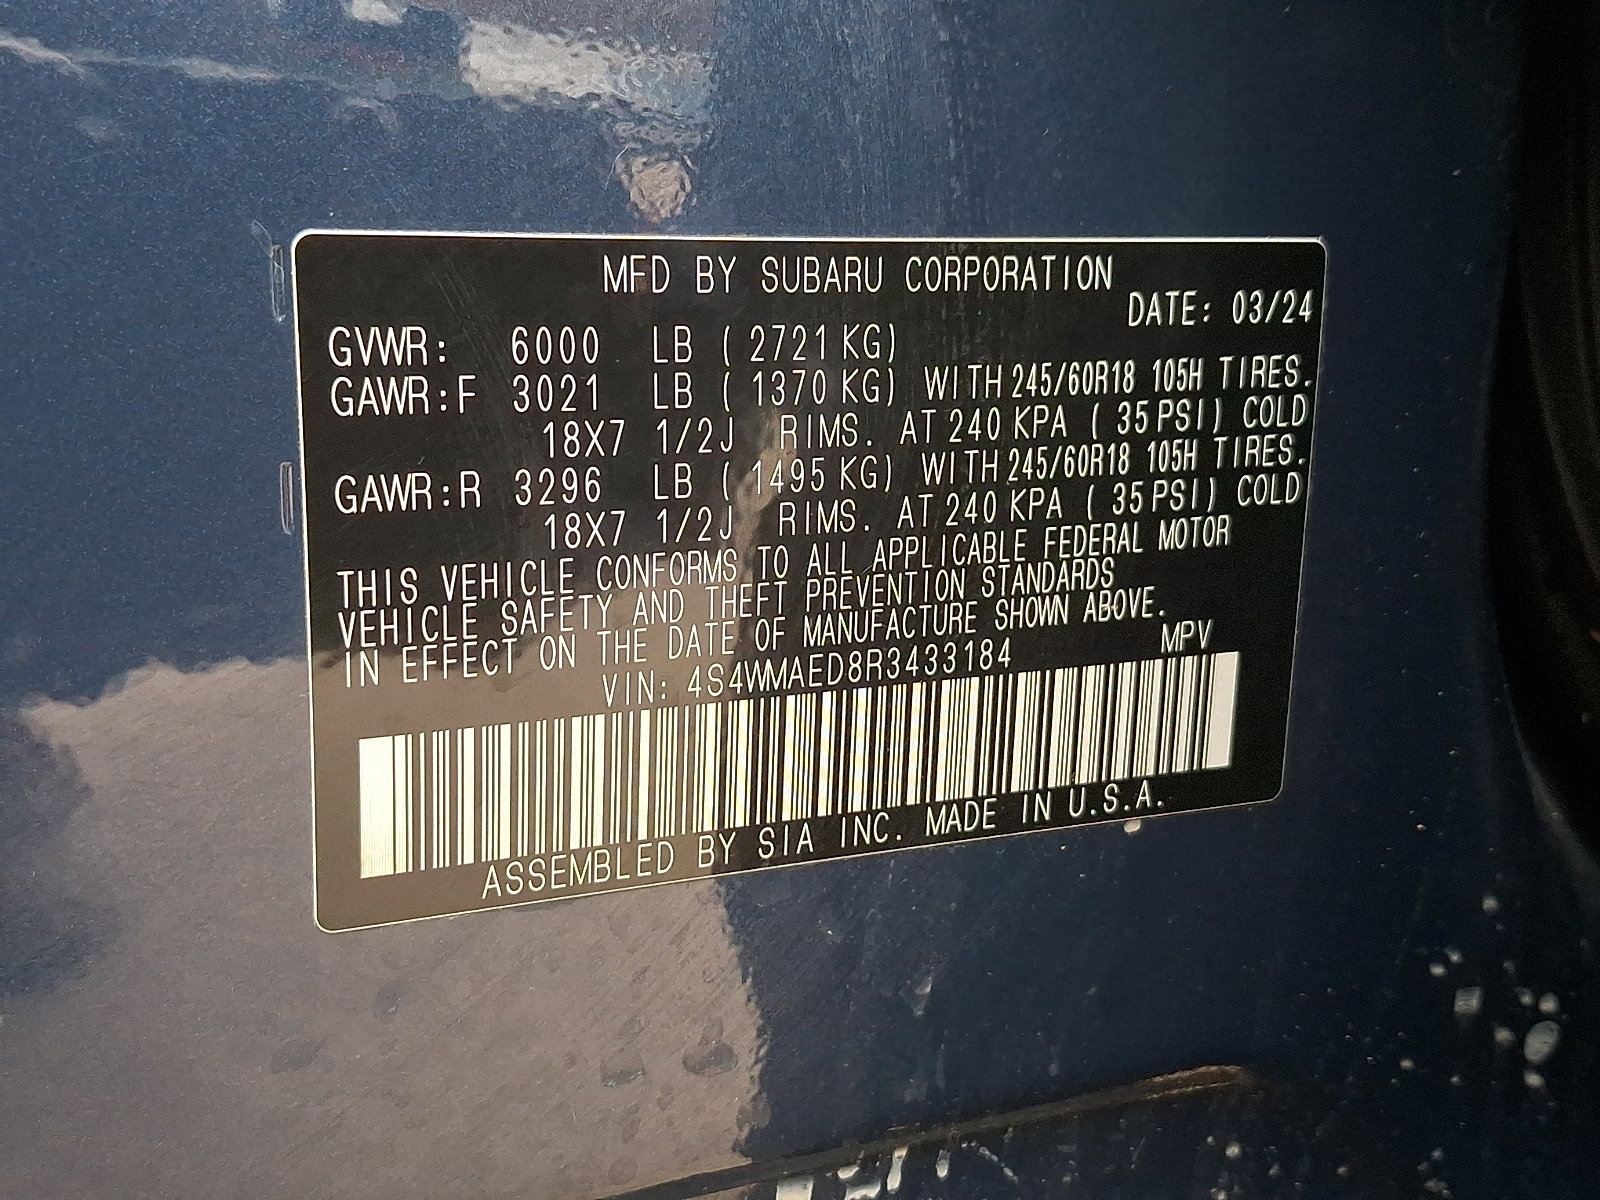 MFD BY SUBARU CORPORATION
DATE: 03/24
GVWR: 6000 LB (2721 KG)
GAWR:F 3021 LB (1370 KG) WITH 245/60R18 105H TIRES.
18X7 1/2J RIMS. AT 240 KPA (35 PSI) COLD
GAWR:R 3296 LB (1495 KG) WITH 245/60R18 105H TIRES.
18X7 1/2J RIMS. AT 240 KPA (35 PSI) COLD
THIS VEHICLE CONFORMS TO ALL APPLICABLE FEDERAL MOTOR
VEHICLE SAFETY AND THEFT PREVENTION STANDARDS
IN EFFECT ON THE DATE OF MANUFACTURE SHOWN ABOVE.
VIN: 4S4WMAED8R3433184 MPV
ASSEMBLED BY SIA INC. MADE IN U.S.A.